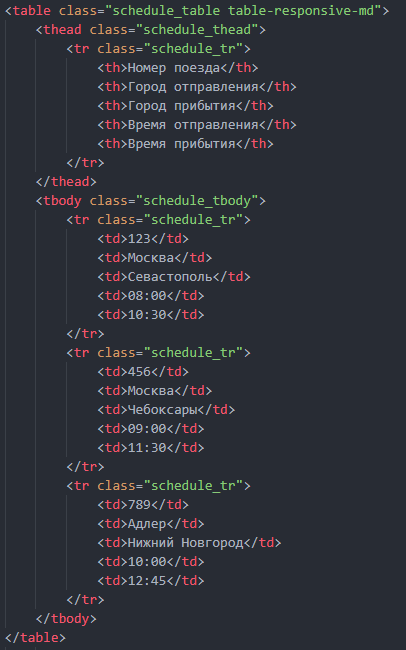 <table class="schedule_table table-responsive-md">
    <thead class="schedule_thead">
        <tr class="schedule_tr">
            <th>Номер поезда</th>
            <th>Город отправления</th>
            <th>Город прибытия</th>
            <th>Время отправления</th>
            <th>Время прибытия</th>
        </tr>
    </thead>
    <tbody class="schedule_tbody">
        <tr class="schedule_tr">
            <td>123</td>
            <td>Москва</td>
            <td>Севастополь</td>
            <td>08:00</td>
            <td>10:30</td>
        </tr>
        <tr class="schedule_tr">
            <td>456</td>
            <td>Москва</td>
            <td>Чебоксары</td>
            <td>09:00</td>
            <td>11:30</td>
        </tr>
        <tr class="schedule_tr">
            <td>789</td>
            <td>Адлер</td>
            <td>Нижний Новгород</td>
            <td>10:00</td>
            <td>12:45</td>
        </tr>
    </tbody>
</table>